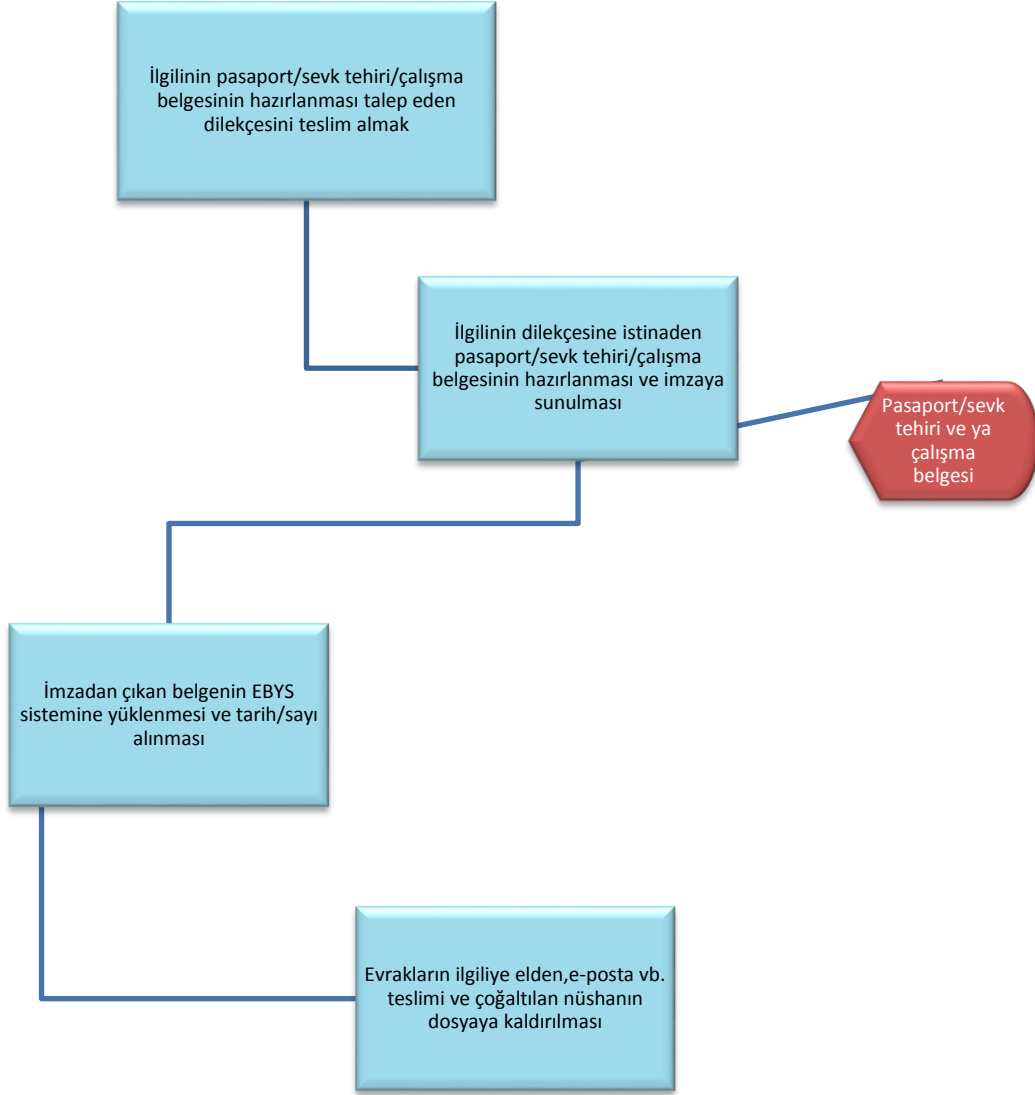 İlgilinin pasaport/sevk tehiri/çalışma
belgesinin hazırlanması talep eden
dilekçesini teslim almak
İlgilinin dilekçesine istinaden
pasaport/sevk tehiri/çalışma
belgesinin hazırlanması ve imzaya
sunulması
Pasaport/sevk
tehiri ve ya
çalışma
belgesi
İmzadan çıkan belgenin EBYS
sistemine yüklenmesi ve tarih/sayı
alınması
Evrakların ilgiliye elden,e-posta vb.
teslimi ve çoğaltılan nüshanın
dosyaya kaldırılması